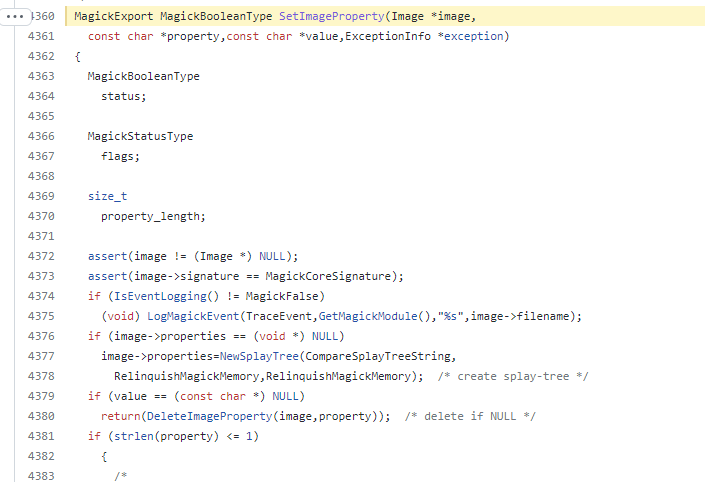 4360 MagickExport MagickBooleanType SetImageProperty(Image *image,
4361 const char *property,const char *value,ExceptionInfo *exception)
4362 {
4363 MagickBooleanType
4364 status;
4365
4366 MagickStatusType
4367 flags;
4368
4369 size_t
4370 property_length;
4371
4372 assert(image != (Image *) NULL);
4373 assert(image->signature == MagickCoreSignature);
4374 if (IsEventLogging() != MagickFalse)
4375 (void) LogMagickEvent(TraceEvent,GetMagickModule(),"%s",image->filename);
4376 if (image->properties == (void *) NULL)
4377 image->properties=NewSplayTree(CompareSplayTreeString,
4378 RelinquishMagickMemory,RelinquishMagickMemory); /* create splay-tree */
4379 if (value == (const char *) NULL)
4380 return(DeleteImageProperty(image,property)); /* delete if NULL */
4381 if (strlen(property) <= 1)
4382 {
4383 /*